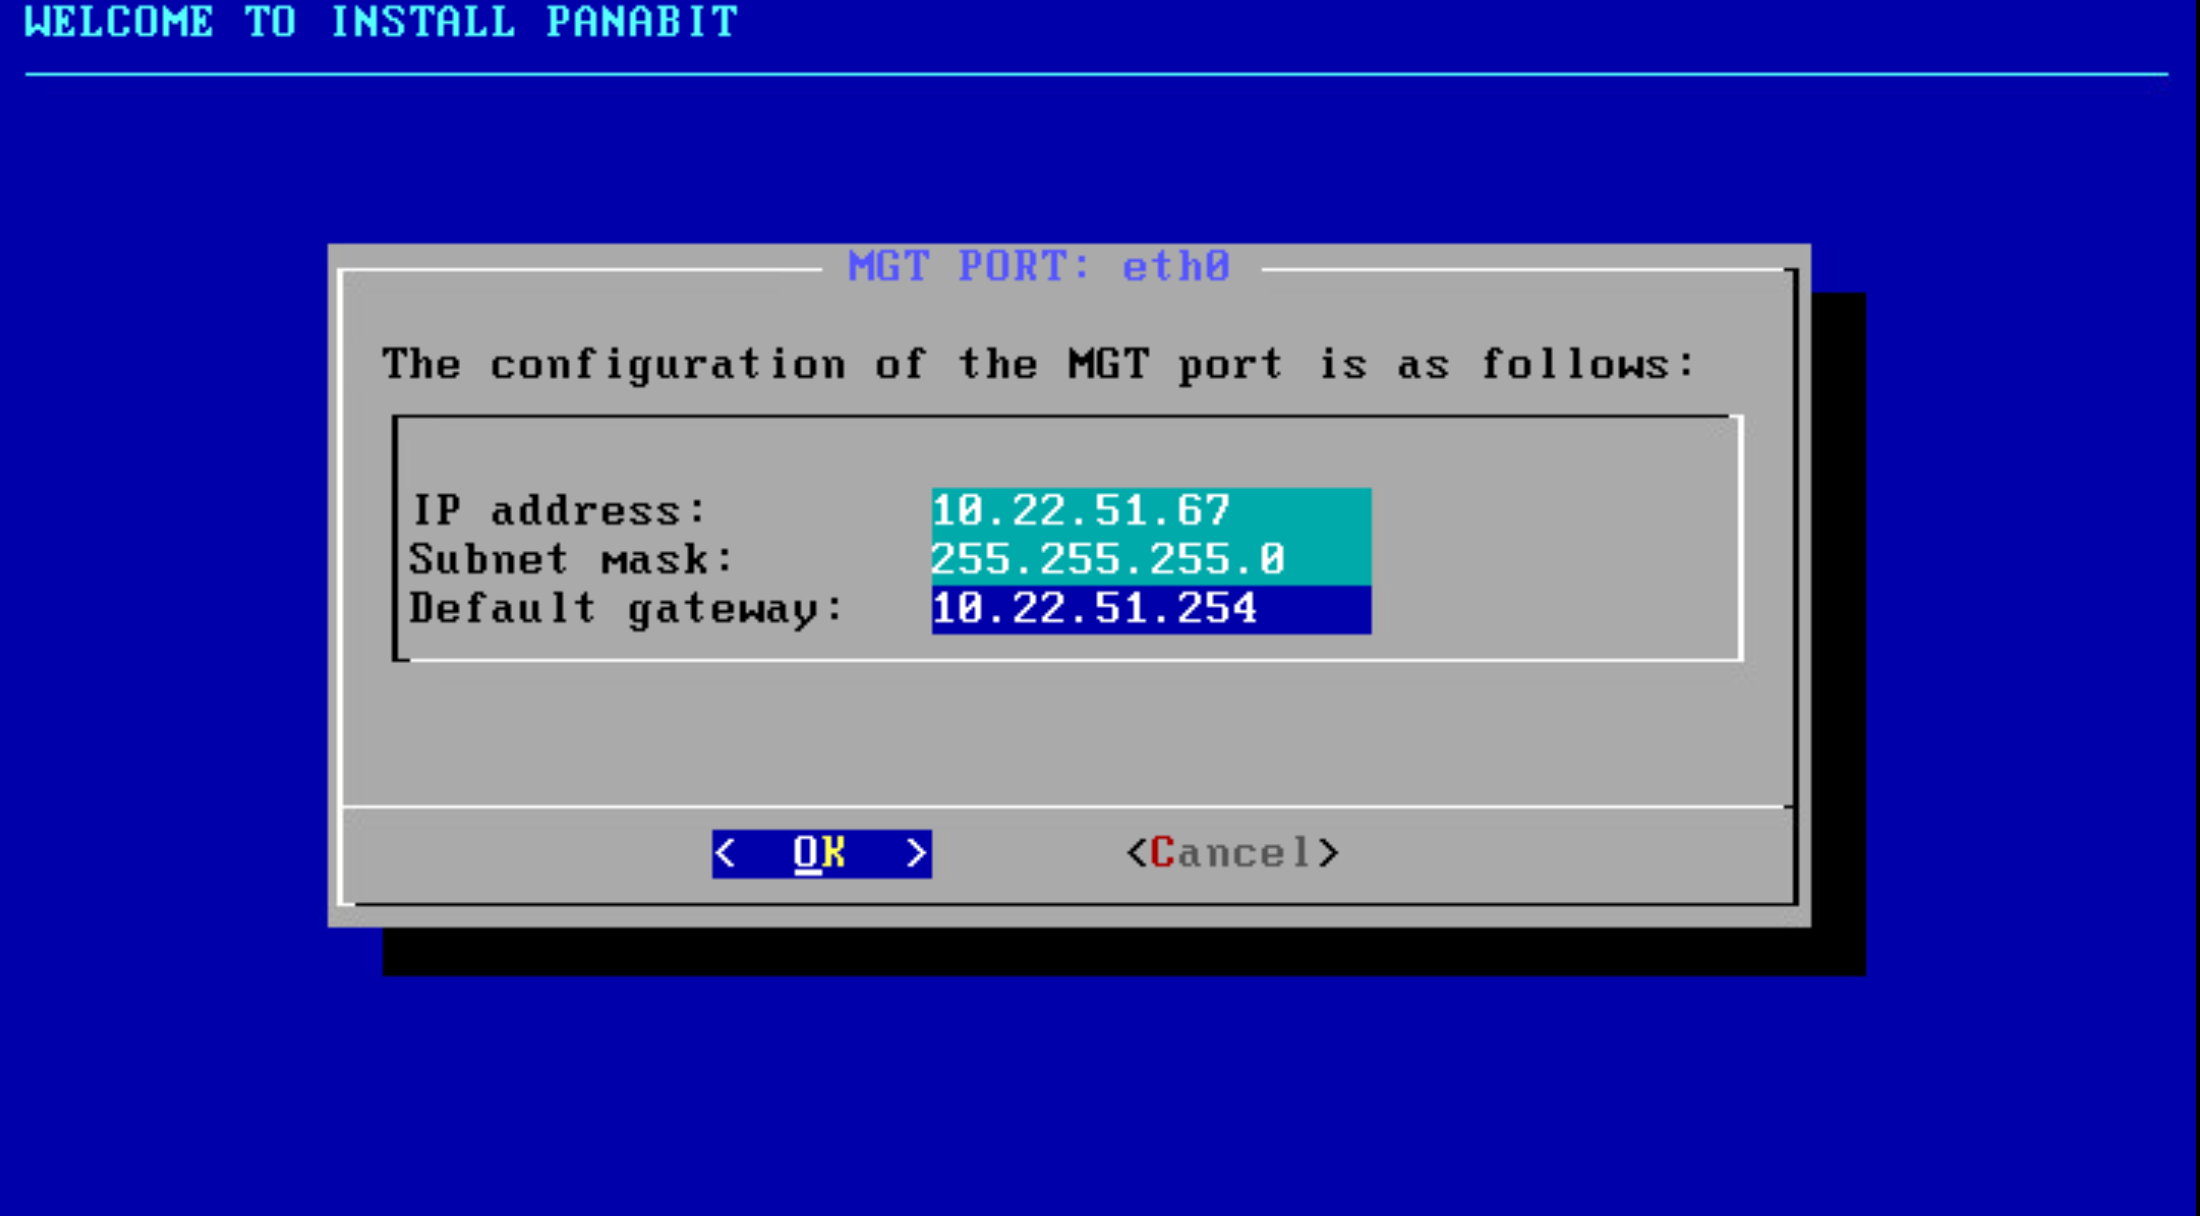 WELCOME TO INSTALL PANABIT
MGT PORT: eth0
The configuration of the MGT port is as follows:
IP address: 10.22.51.67
Subnet mask: 255.255.255.0
Default gateway: 10.22.51.254
< OK > <Cancel>